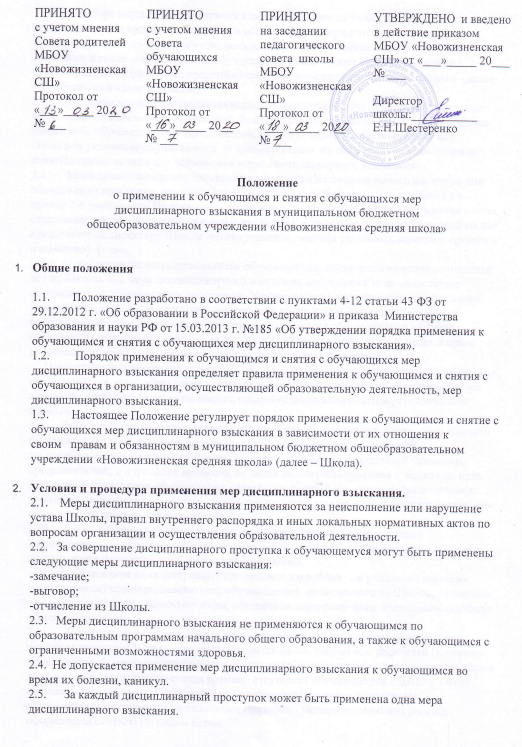 ПРИНЯТО
с учетом мнения
Совета родителей
МБОУ
«Новожизненская
СШ»
Протокол от
«13» 03 2020
№ 6
ПРИНЯТО
с учетом мнения
Совета
обучающихся
МБОУ
«Новожизненская
СШ»
Протокол от
«16» 03 2020
№ 7
ПРИНЯТО
на заседании
педагогического
совета школы
МБОУ
«Новожизненская
СШ»
Протокол от
«18» 03 2020
№ 7
УТВЕРЖДЕНО и введено
в действие приказом
МБОУ «Новожизненская
СШ» от «___»_____ 20___
№ ___
Директор
школы:__________
Е.Н.Шестеренко
Положение
о применении к обучающимся и снятия с обучающихся мер
дисциплинарного взыскания в муниципальном бюджетном
общеобразовательном учреждении «Новожизненская средняя школа»
1. Общие положения
1.1. Положение разработано в соответствии с пунктами 4-12 статьи 43 ФЗ от
29.12.2012 г. «Об образовании в Российской Федерации» и приказа Министерства
образования и науки РФ от 15.03.2013 г. №185 «Об утверждении порядка применения к
обучающимся и снятия с обучающихся мер дисциплинарного взыскания».
1.2. Порядок применения к обучающимся и снятия с обучающихся мер
дисциплинарного взыскания определяет правила применения к обучающимся и снятия с
обучающихся в организации, осуществляющей образовательную деятельность, мер
дисциплинарного взыскания.
1.3. Настоящее Положение регулирует порядок применения к обучающимся и снятие с
обучающихся мер дисциплинарного взыскания в зависимости от их отношения к
своим правам и обязанностям в муниципальном бюджетном общеобразовательном
учреждении «Новожизненская средняя школа» (далее – Школа).
2. Условия и процедура применения мер дисциплинарного взыскания.
2.1. Меры дисциплинарного взыскания применяются за неисполнение или нарушение
устава Школы, правил внутреннего распорядка и иных локальных нормативных актов по
вопросам организации и осуществления образовательной деятельности.
2.2. За совершение дисциплинарного проступка к обучающемуся могут быть применены
следующие меры дисциплинарного взыскания:
-замечание;
-выговор;
-отчисление из Школы.
2.3. Меры дисциплинарного взыскания не применяются к обучающимся по
образовательным программам начального общего образования, а также к обучающимся с
ограниченными возможностями здоровья.
2.4. Не допускается применение мер дисциплинарного взыскания к обучающимся во
время их болезни, каникул.
2.5. За каждый дисциплинарный проступок может быть применена одна мера
дисциплинарного взыскания.